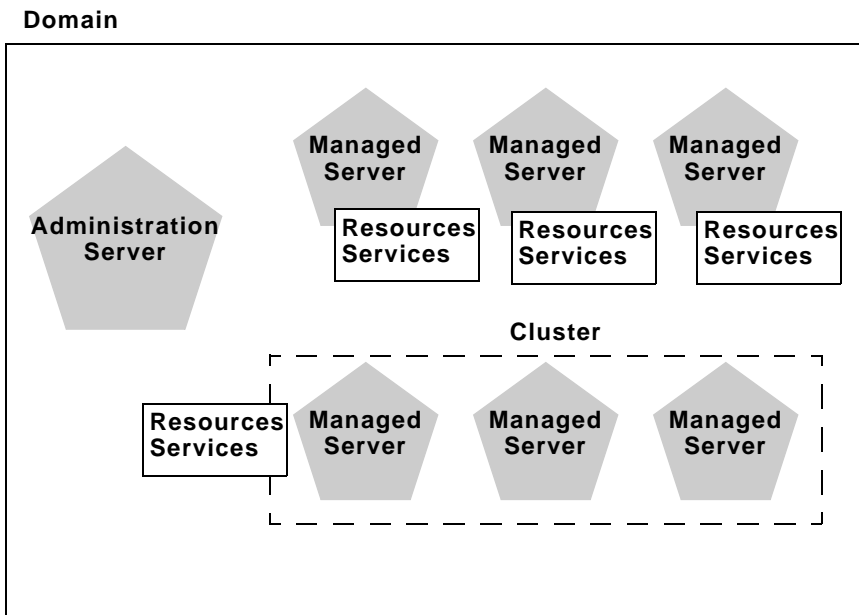 Domain
Managed
Server
Managed
Server
Managed
Server
Administration
Server
Resources
Services
Resources
Services
Resources
Services
Cluster
Resources
Services
Managed
Server
Managed
Server
Managed
Server